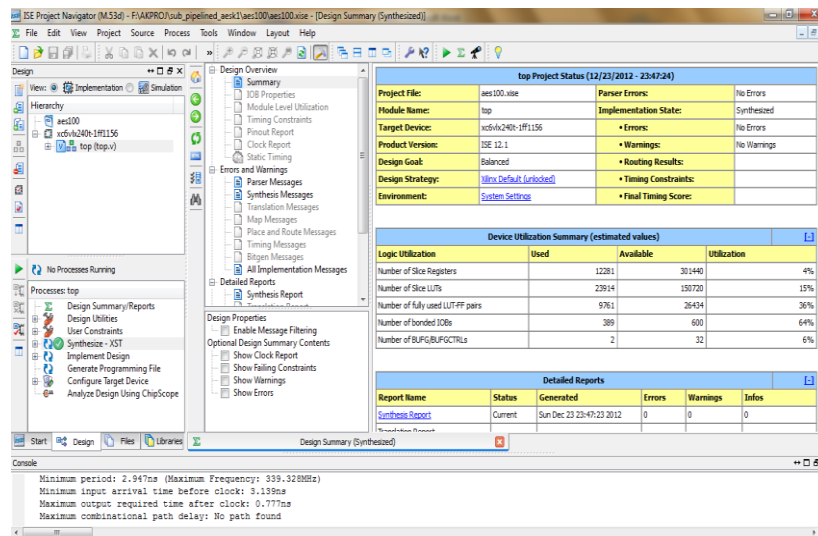 ISE Project Navigator (M.53d) - F:\AKPROJ\sub_pipelined_aesk1\aes100\aes100.xise - [Design Summary (Synthesized)]
File Edit View Project Source Process Tools Window Layout Help
Design
View: Implementation Simulation
Hierarchy
aes100
xc6vlx240t-1ff1156
top (top.v)
No Processes Running
Processes: top
Design Summary/Reports
Design Utilities
User Constraints
Synthesize - XST
Implement Design
Generate Programming File
Configure Target Device
Analyze Design Using ChipScope
Start Design Files Libraries
Design Overview
Summary
IOB Properties
Module Level Utilization
Timing Constraints
Pinout Report
Clock Report
Static Timing
Errors and Warnings
Parser Messages
Synthesis Messages
Translation Messages
Map Messages
Place and Route Messages
Timing Messages
Bitgen Messages
All Implementation Messages
Detailed Reports
Synthesis Report
Translation Report
Design Properties
Enable Message Filtering
Optional Design Summary Contents
Show Clock Report
Show Failing Constraints
Show Warnings
Show Errors
top Project Status (12/23/2012 - 23:47:24)
Project File: aes100.xise Parser Errors: No Errors
Module Name: top Implementation State: Synthesized
Target Device: xc6vlx240t-1ff1156 • Errors: No Errors
Product Version: ISE 12.1 • Warnings: No Warnings
Design Goal: Balanced • Routing Results:
Design Strategy: Xilinx Default (unlocked) • Timing Constraints:
Environment: System Settings • Final Timing Score:
Device Utilization Summary (estimated values) [-]
Logic Utilization Used Available Utilization
Number of Slice Registers 12281 301440 4%
Number of Slice LUTs 23914 150720 15%
Number of fully used LUT-FF pairs 9761 26434 36%
Number of bonded IOBs 389 600 64%
Number of BUFG/BUFGCTRLs 2 32 6%
Detailed Reports [-]
Report Name Status Generated Errors Warnings Infos
Synthesis Report Current Sun Dec 23 23:47:23 2012 0 0 0
Translation Report
Design Summary (Synthesized)
Console
Minimum period: 2.947ns (Maximum Frequency: 339.328MHz)
Minimum input arrival time before clock: 3.139ns
Maximum output required time after clock: 0.777ns
Maximum combinational path delay: No path found